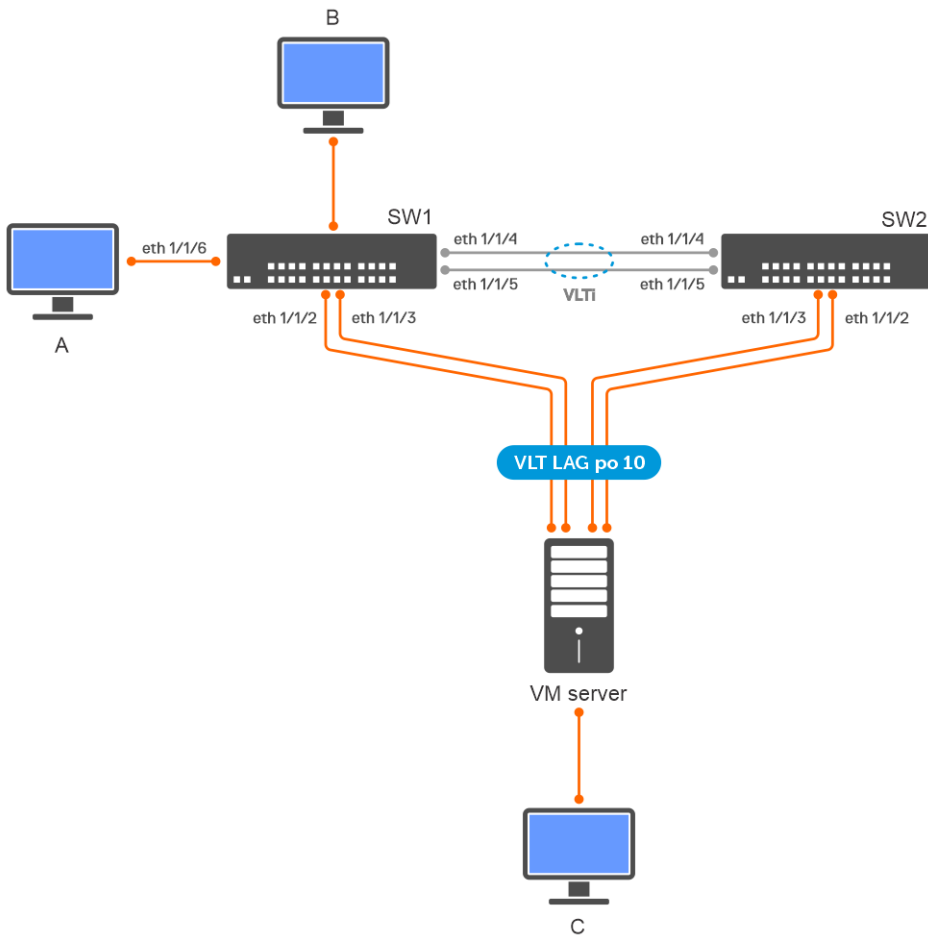 B
SW1
SW2
eth 1/1/6
eth 1/1/4
eth 1/1/4
eth 1/1/5
VLTi
eth 1/1/5
A
eth 1/1/2
eth 1/1/3
eth 1/1/3
eth 1/1/2
VLT LAG po 10
VM server
C